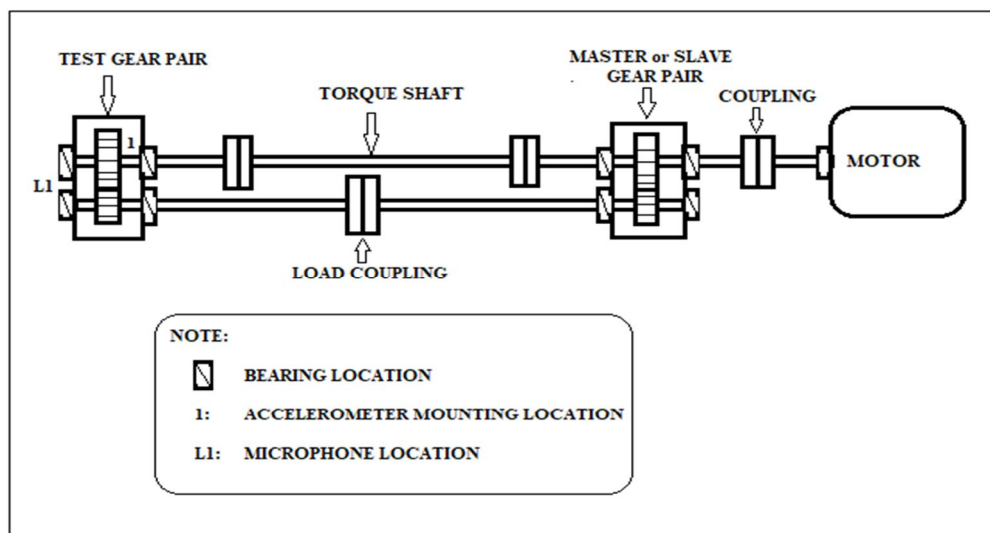 TEST GEAR PAIR
TORQUE SHAFT
MASTER or SLAVE
. GEAR PAIR
COUPLING
1
L1
MOTOR
LOAD COUPLING
NOTE:
BEARING LOCATION
1: ACCELEROMETER MOUNTING LOCATION
L1: MICROPHONE LOCATION